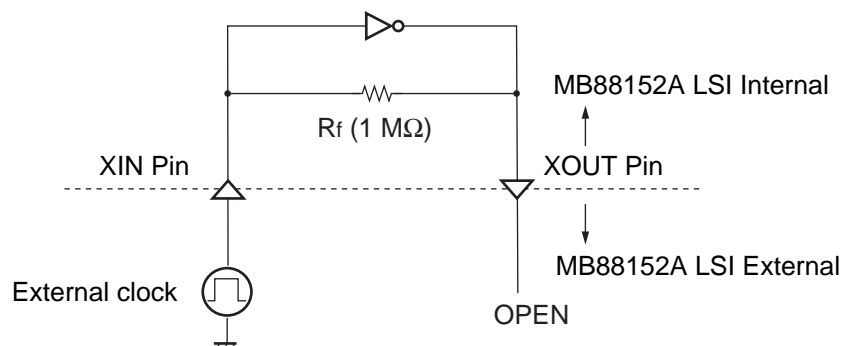 MB88152A LSI Internal
Rf (1 MΩ)
XIN Pin
XOUT Pin
MB88152A LSI External
External clock
OPEN